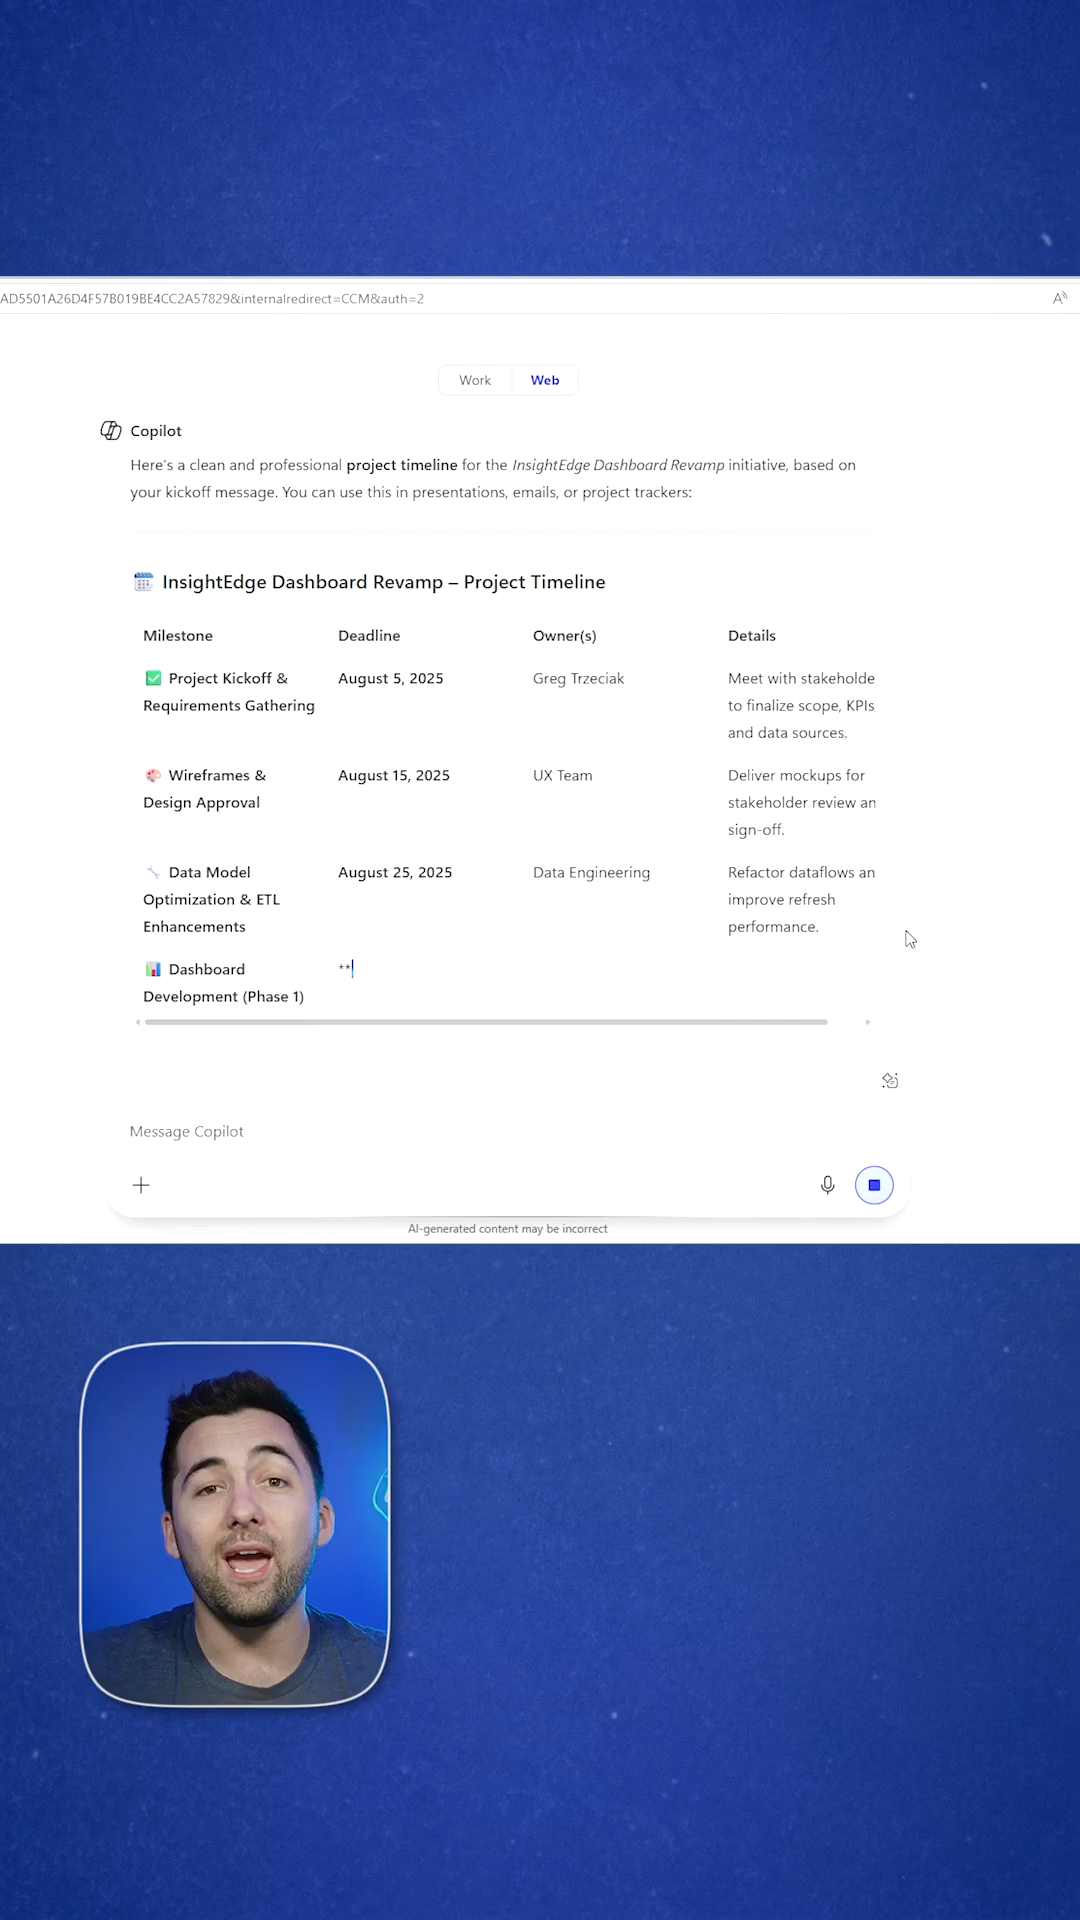 AD5501A26D4F57B019BE4CC2A57829&internalredirect=CCM&auth=2
Work Web
Copilot
Here's a clean and professional project timeline for the InsightEdge Dashboard Revamp initiative, based on
your kickoff message. You can use this in presentations, emails, or project trackers:
InsightEdge Dashboard Revamp – Project Timeline
Milestone Deadline Owner(s) Details
Project Kickoff & August 5, 2025 Greg Trzeciak Meet with stakeholde
Requirements Gathering to finalize scope, KPIs,
and data sources.
Wireframes & August 15, 2025 UX Team Deliver mockups for
Design Approval stakeholder review an
sign-off.
Data Model August 25, 2025 Data Engineering Refactor dataflows an
Optimization & ETL improve refresh
Enhancements performance.
Dashboard **
Development (Phase 1)
Message Copilot
AI-generated content may be incorrect